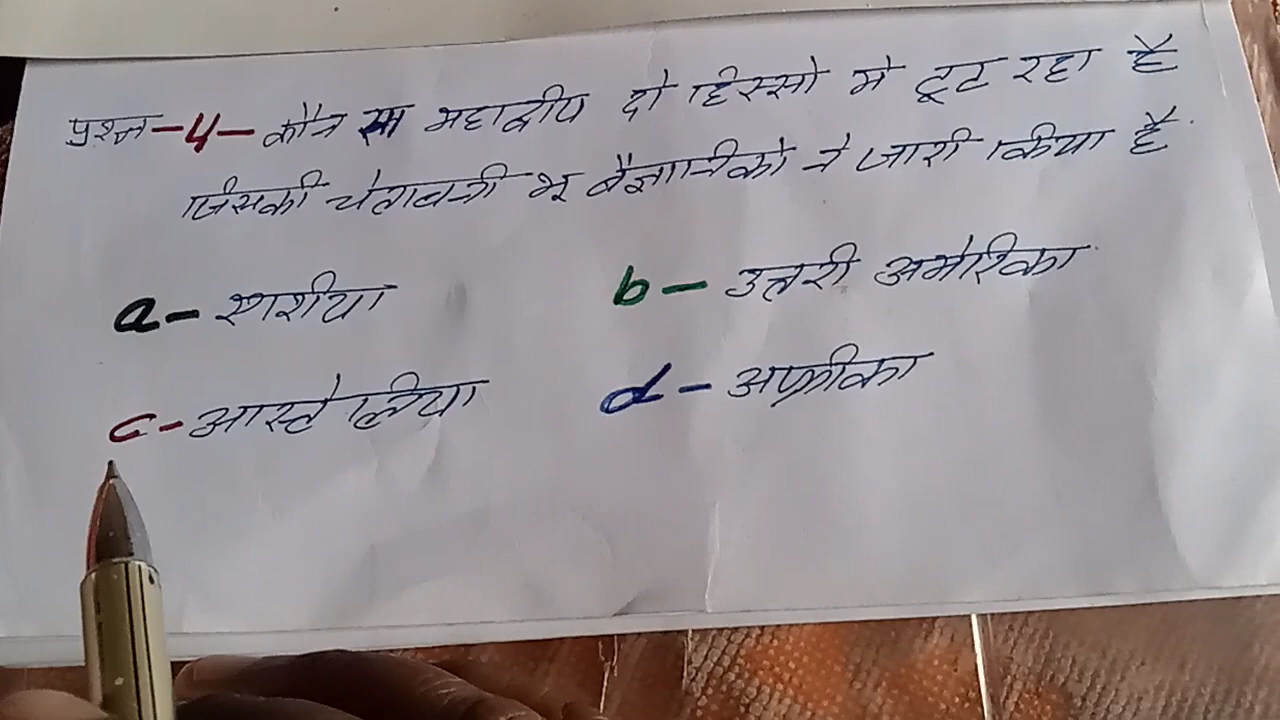 प्रश्न-4- कौन सा महाद्वीप दो हिस्सो मे टूट रहा है
जिसकी चेतावनी भू वैज्ञानिको ने जारी किया है.
a- एशीया b- उत्तरी अमेरिका
c- आस्टे लिया d- अफ्रीका